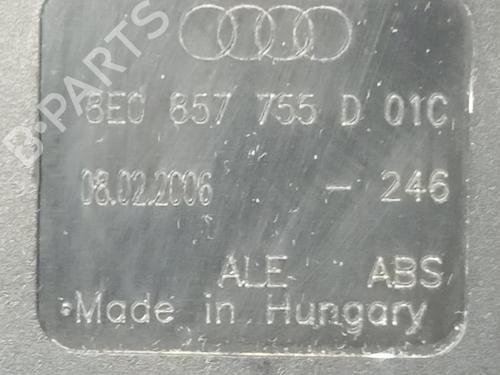 8E0 857 755 D 01C
08.02.2006 - 246
ALE ABS
Made in Hungary
B-PARTS